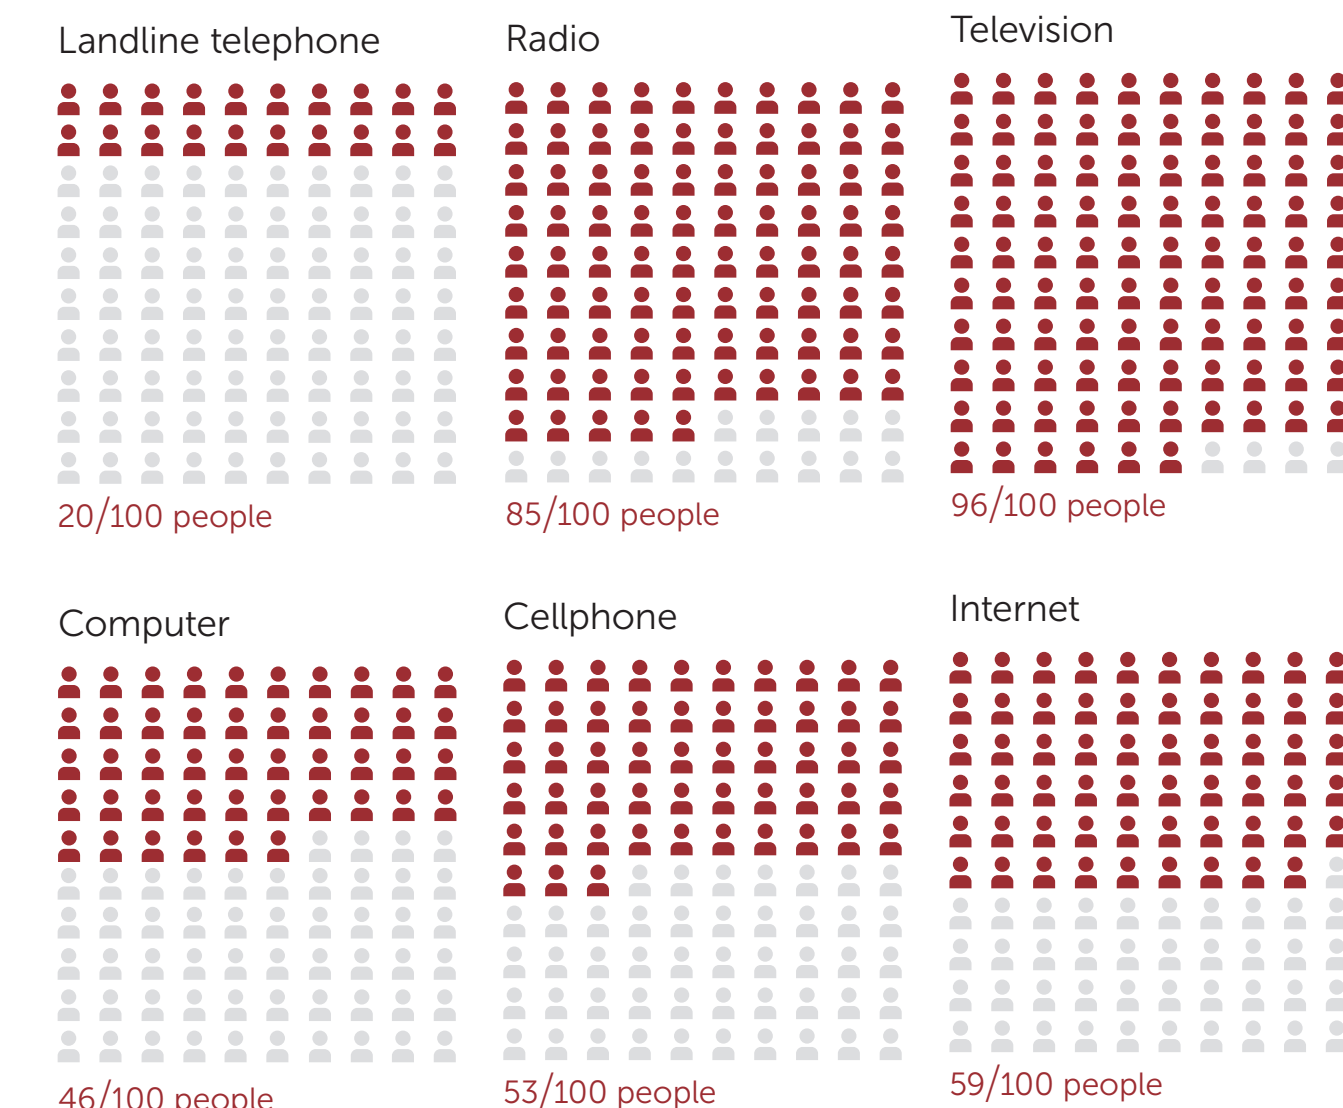 Landline telephone
20/100 people
Radio
85/100 people
Television
96/100 people
Computer
46/100 people
Cellphone
53/100 people
Internet
59/100 people